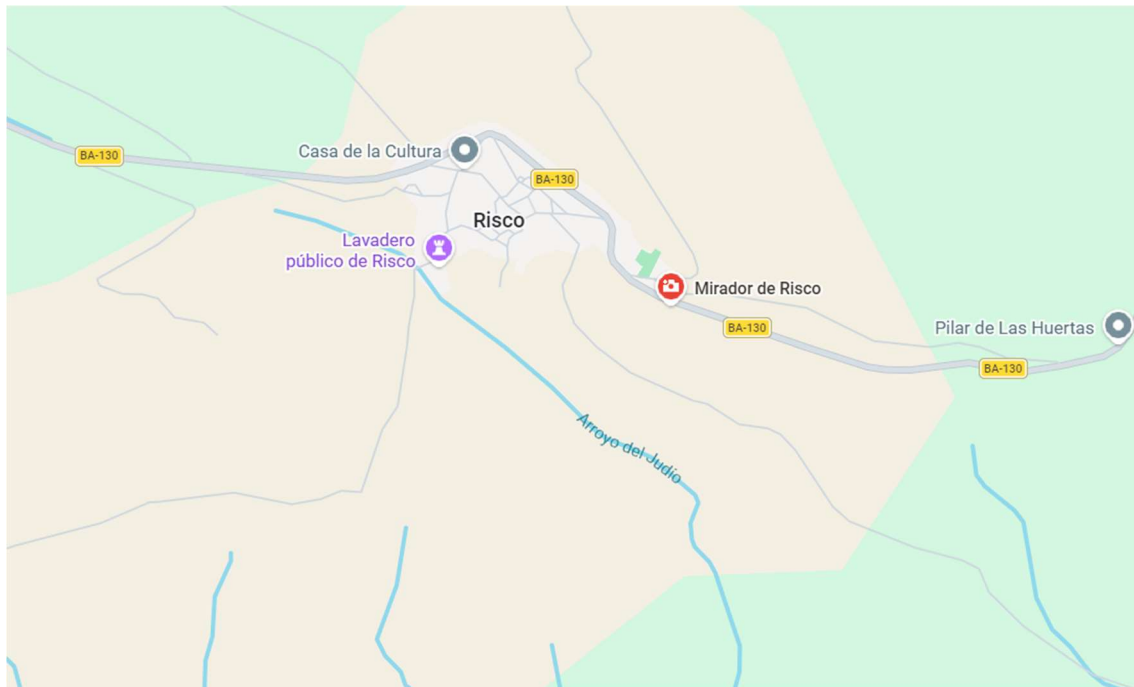 Casa de la Cultura
BA-130
BA-130
Risco
Lavadero
público de Risco
Mirador de Risco
BA-130
Pilar de Las Huertas
BA-130
Arroyo del Judio